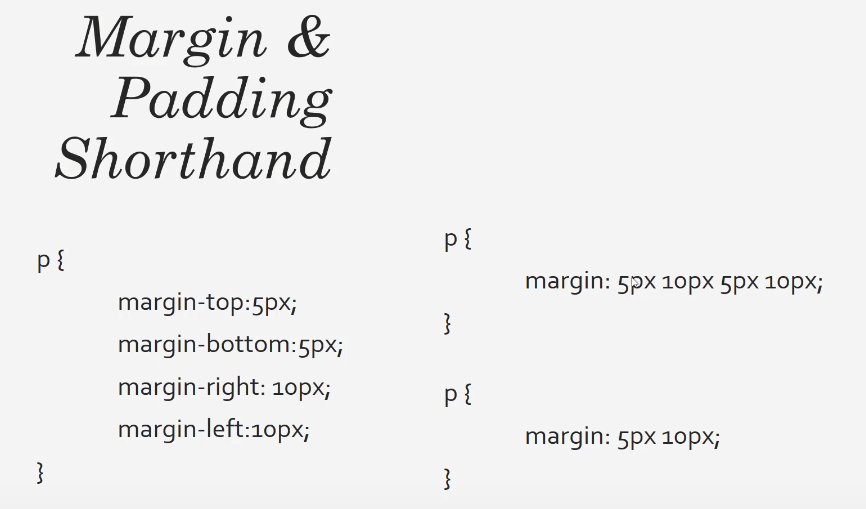 Margin &
Padding
Shorthand
p {
margin-top:5px;
margin-bottom:5px;
margin-right: 10px;
margin-left:10px;
}
p {
margin: 5px 10px 5px 10px;
}
p {
margin: 5px 10px;
}